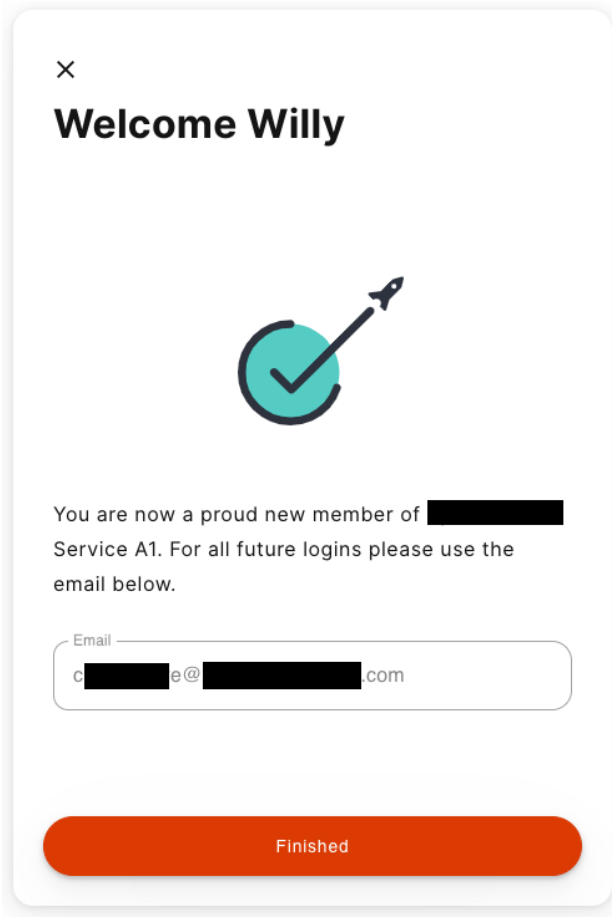 Welcome Willy
You are now a proud new member of
Service A1. For all future logins please use the
email below.
Email
c e@ .com
Finished